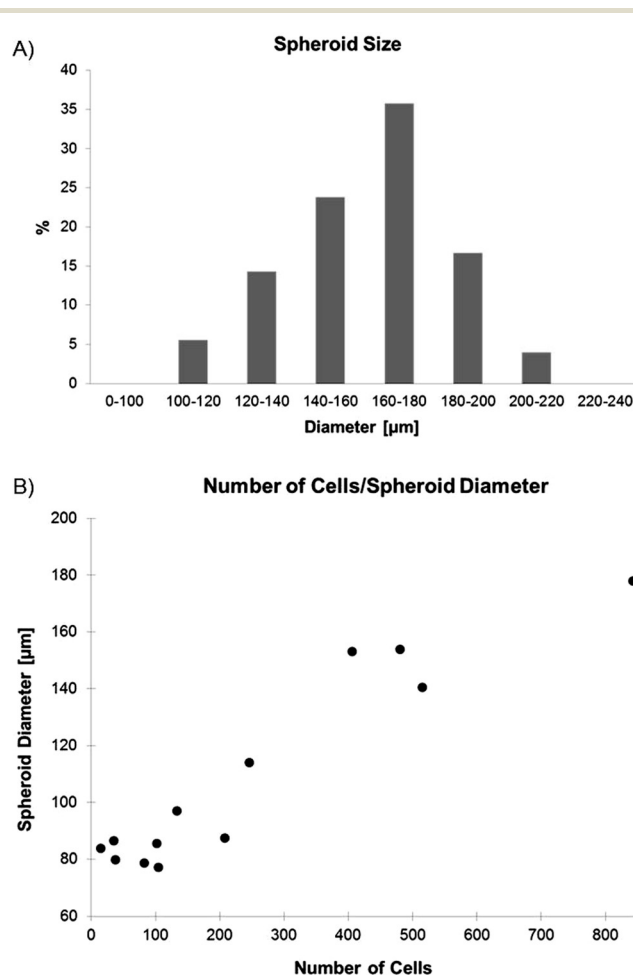 A)
Spheroid Size
40
35
30
25
20
15
10
5
0
%
0-100 100-120 120-140 140-160 160-180 180-200 200-220 220-240
Diameter [µm]
B)
Number of Cells/Spheroid Diameter
200
180
160
140
120
100
80
60
Spheroid Diameter [µm]
0 100 200 300 400 500 600 700 800
Number of Cells